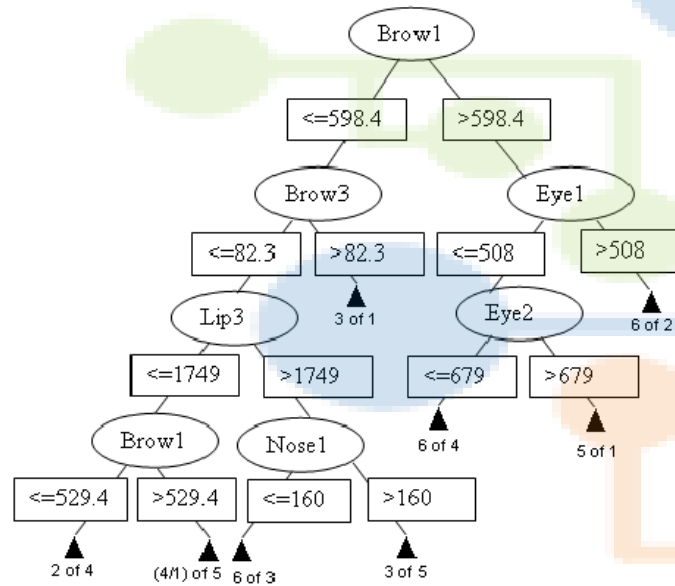 Brow1
<=598.4 >598.4
Brow3 Eye1
<=82.3 >82.3 <=508 >508
3 of 1 6 of 2
Lip3 Eye2
<=1749 >1749 <=679 >679
6 of 4 5 of 1
Brow1 Nose1
<=529.4 >529.4 <=160 >160
2 of 4 (4/1) of 5 6 of 3 3 of 5